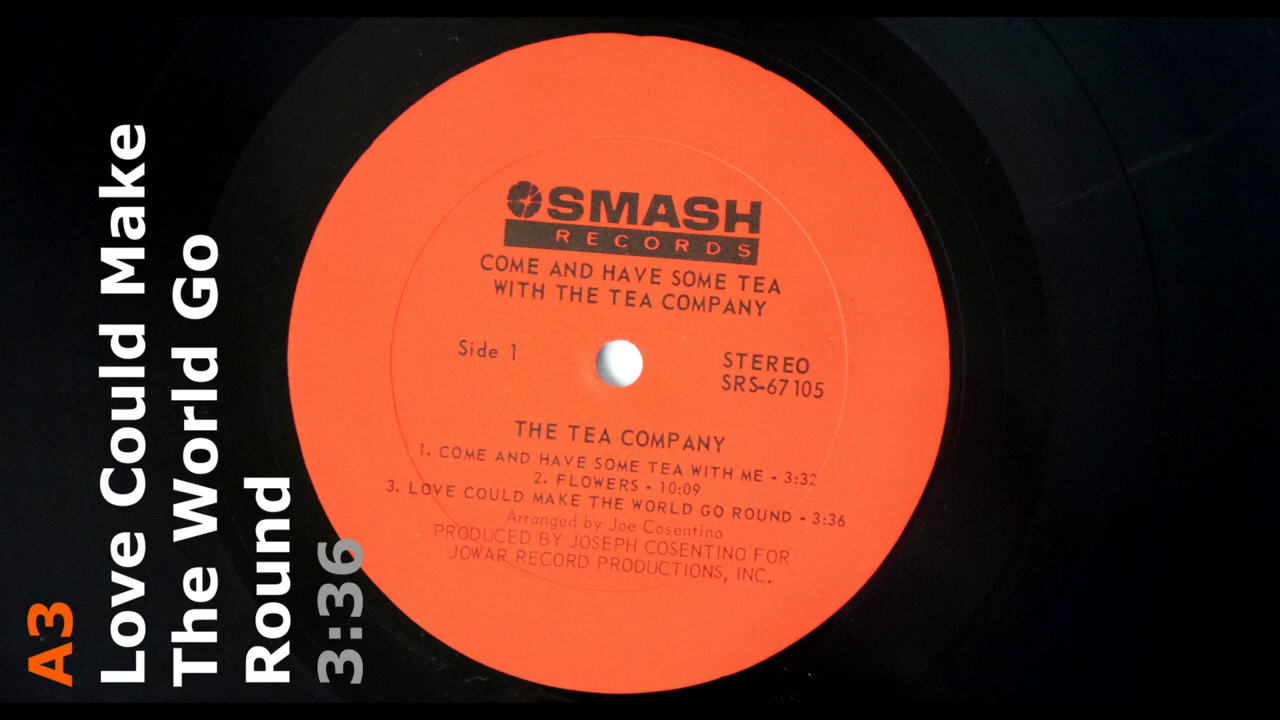 A3
Love Could Make
The World Go
Round
3:36
SMASH
RECORDS
COME AND HAVE SOME TEA
WITH THE TEA COMPANY
Side 1
STEREO
SRS-67105
THE TEA COMPANY
1. COME AND HAVE SOME TEA WITH ME - 3:32
2. FLOWERS - 10:09
3. LOVE COULD MAKE THE WORLD GO ROUND - 3:36
Arranged by Joe Cosentino
PRODUCED BY JOSEPH COSENTINO FOR
JOWAR RECORD PRODUCTIONS, INC.